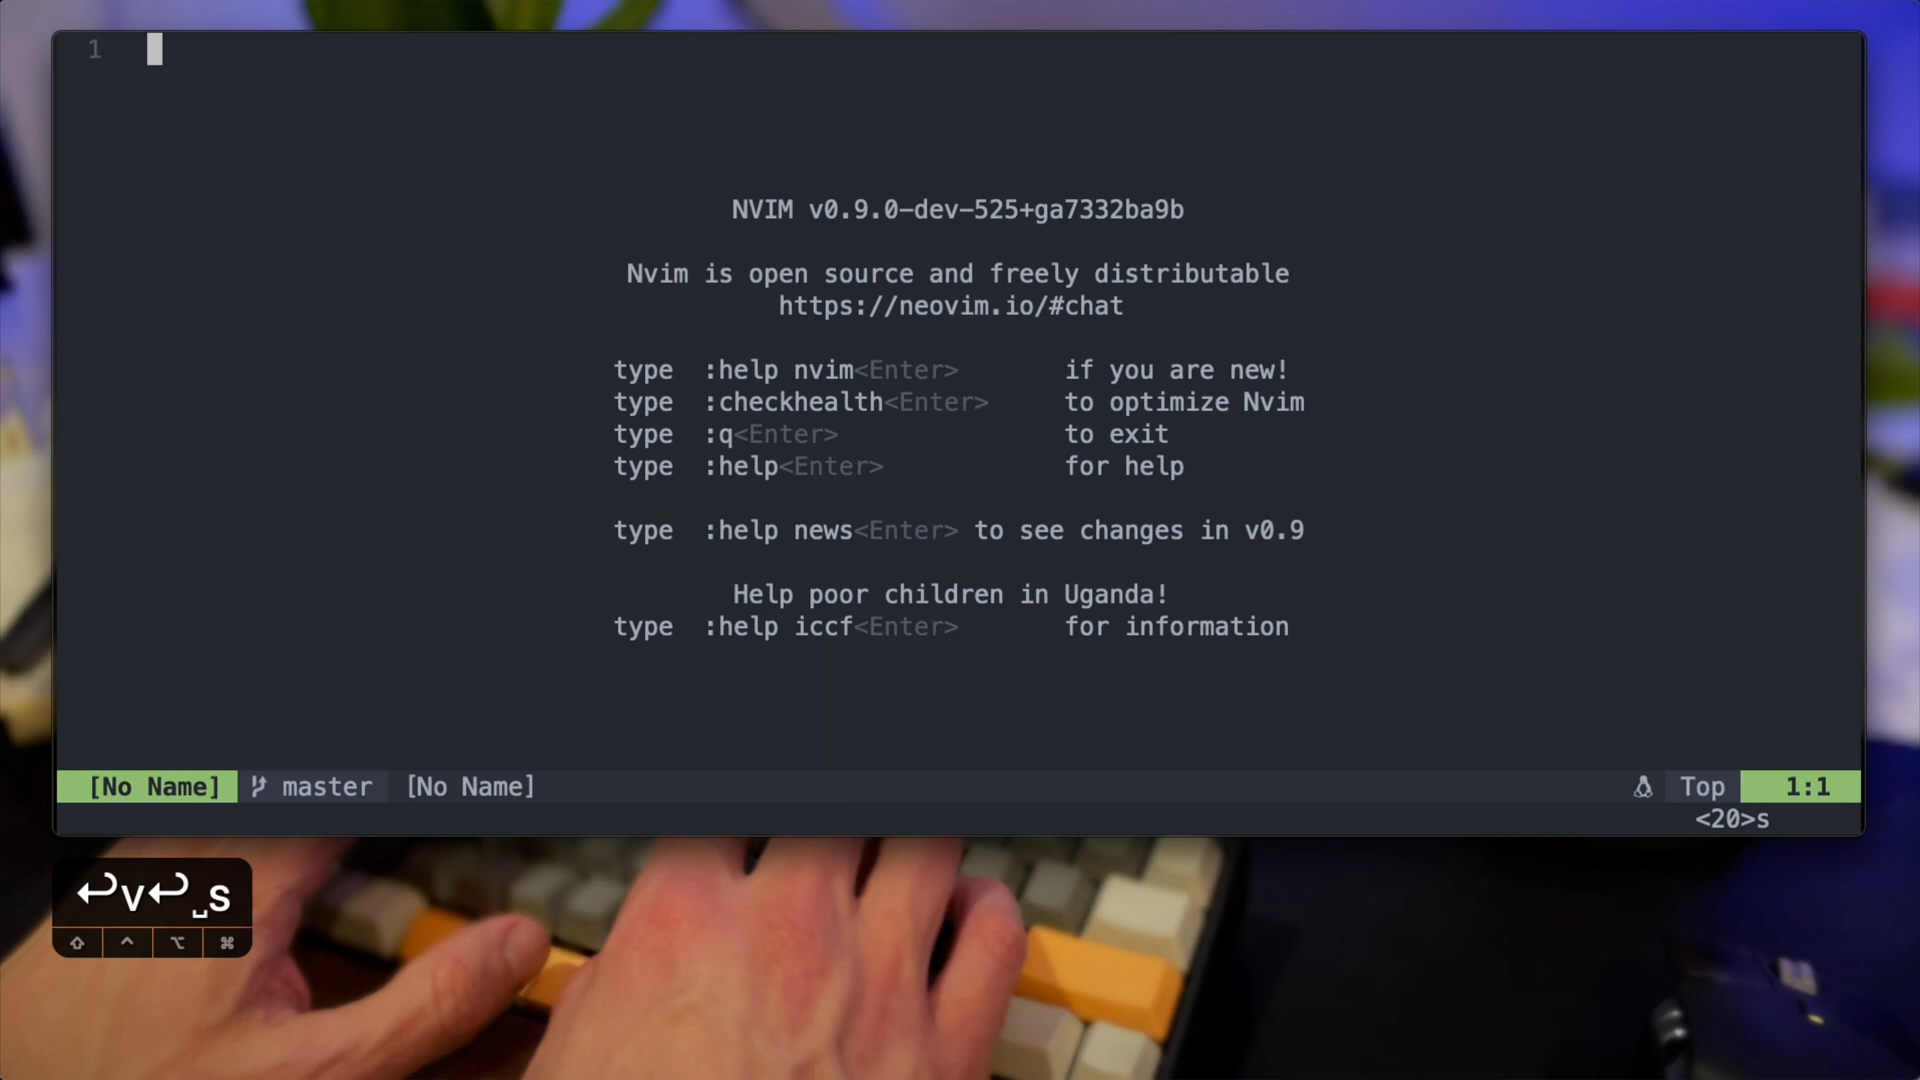 1
NVIM v0.9.0-dev-525+ga7332ba9b
Nvim is open source and freely distributable
https://neovim.io/#chat
type :help nvim<Enter> if you are new!
type :checkhealth<Enter> to optimize Nvim
type :q<Enter> to exit
type :help<Enter> for help
type :help news<Enter> to see changes in v0.9
Help poor children in Uganda!
type :help iccf<Enter> for information
[No Name] master [No Name] Top 1:1
<20>s
↩v↩␣s
⇧ ^ ⌥ ⌘